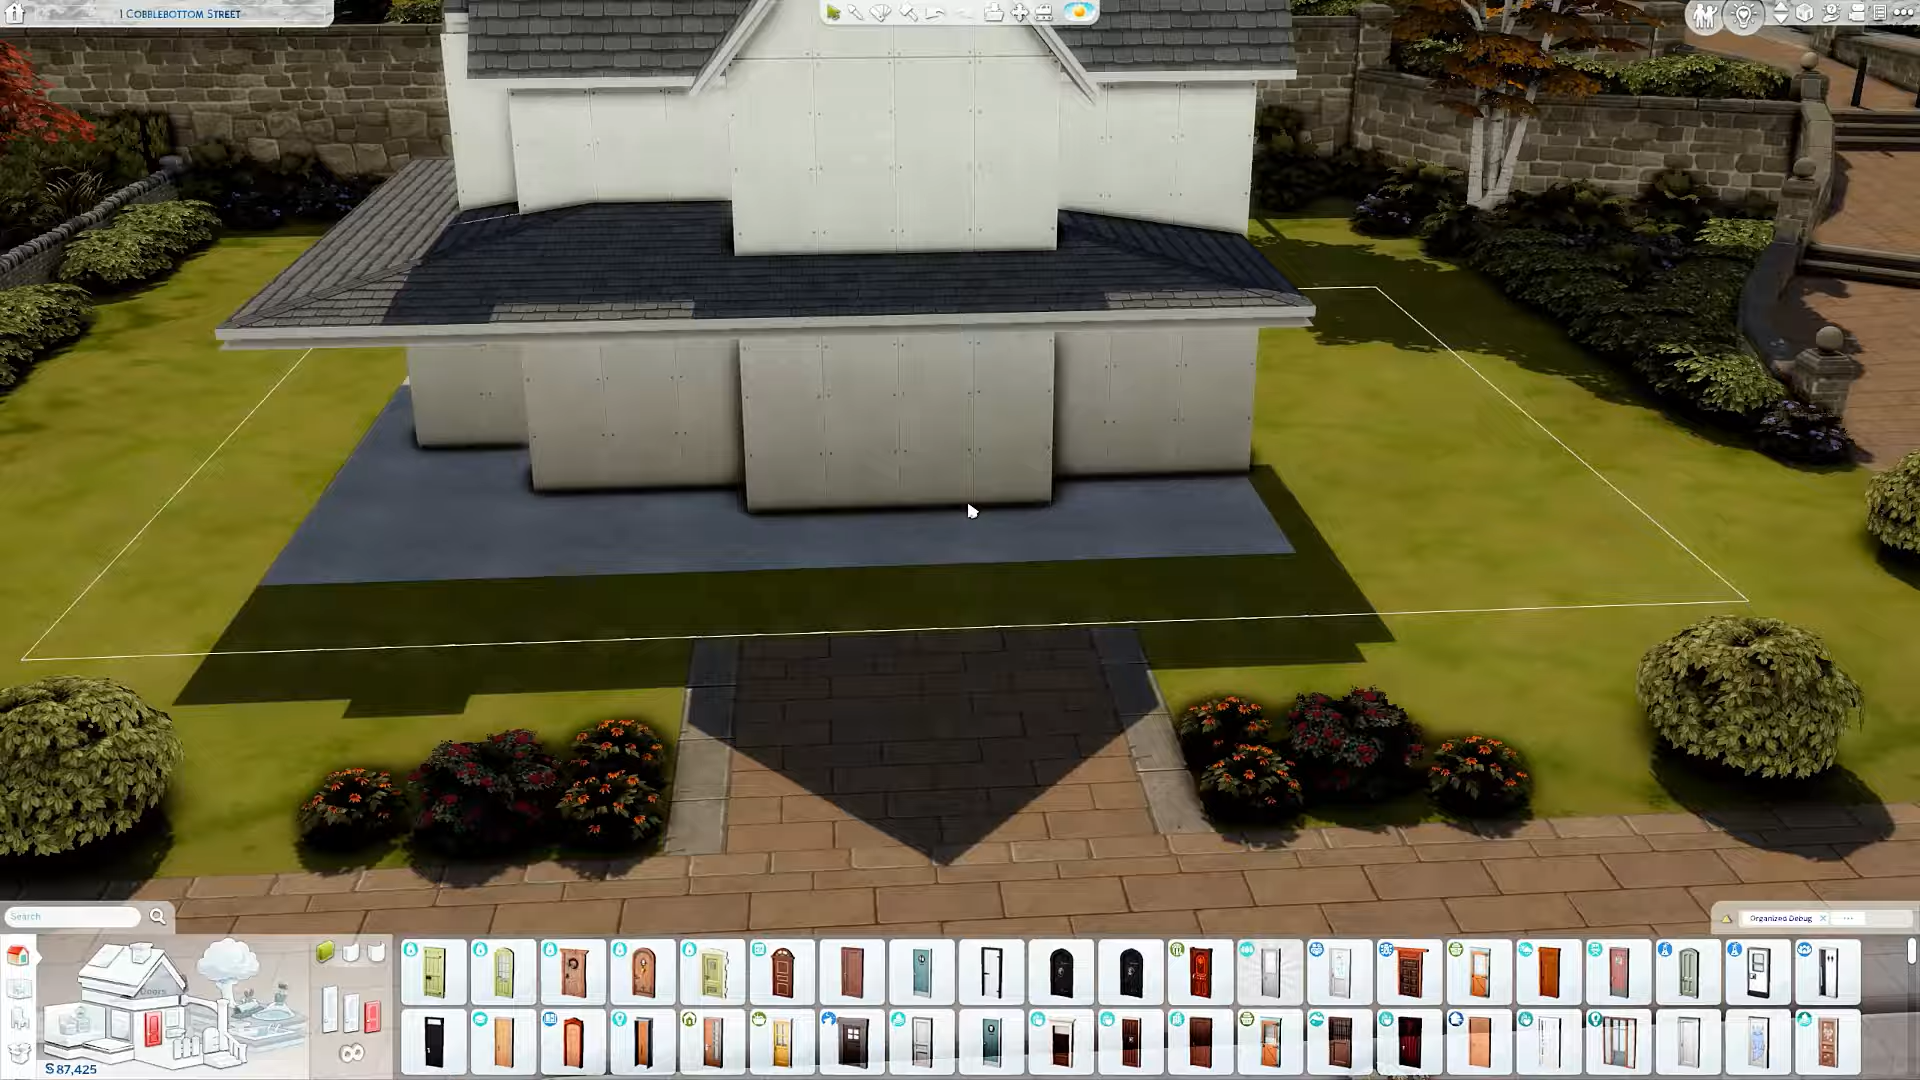 1 Cobblebottom Street
Search
Organized Debug
Doors
§87,425